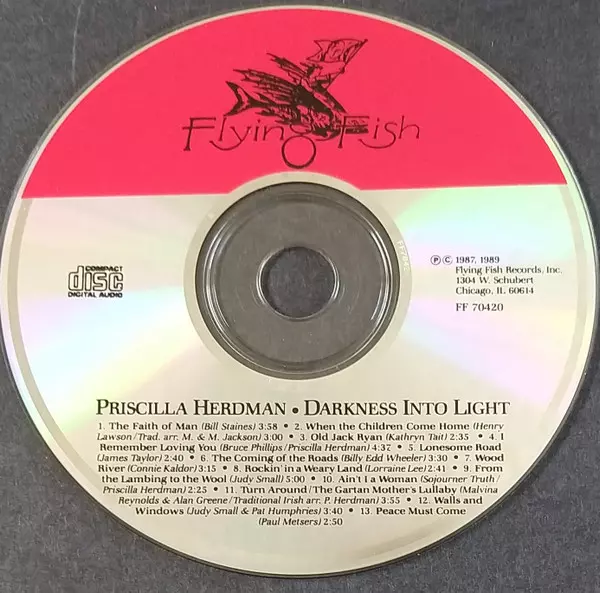 Flying Fish
COMPACT
disc
DIGITAL AUDIO
Ⓟ © 1987, 1989
Flying Fish Records, Inc.
1304 W. Schubert
Chicago, IL 60614
FF 70420
PRISCILLA HERDMAN • DARKNESS INTO LIGHT
1. The Faith of Man (Bill Staines) 3:58 • 2. When the Children Come Home (Henry
Lawson/Trad. arr. M. & M. Jackson) 3:00 • 3. Old Jack Ryan (Kathryn Tait) 2:35 • 4. I
Remember Loving You (Bruce Phillips/Priscilla Herdman) 4:37 • 5. Lonesome Road
(James Taylor) 2:40 • 6. The Coming of the Roads (Billy Edd Wheeler) 3:30 • 7. Wood
River (Connie Kaldor) 3:15 • 8. Rockin' in a Weary Land (Lorraine Lee) 2:41 • 9. From
the Lambing to the Wool (Judy Small) 5:00 • 10. Ain't I a Woman (Sojourner Truth/
Priscilla Herdman) 2:25 • 11. Turn Around/The Gartan Mother's Lullaby (Malvina
Reynolds & Alan Greene/Traditional Irish arr. P. Herdman) 3:55 • 12. Walls and
Windows (Judy Small & Pat Humphries) 3:40 • 13. Peace Must Come
(Paul Metsers) 2:50